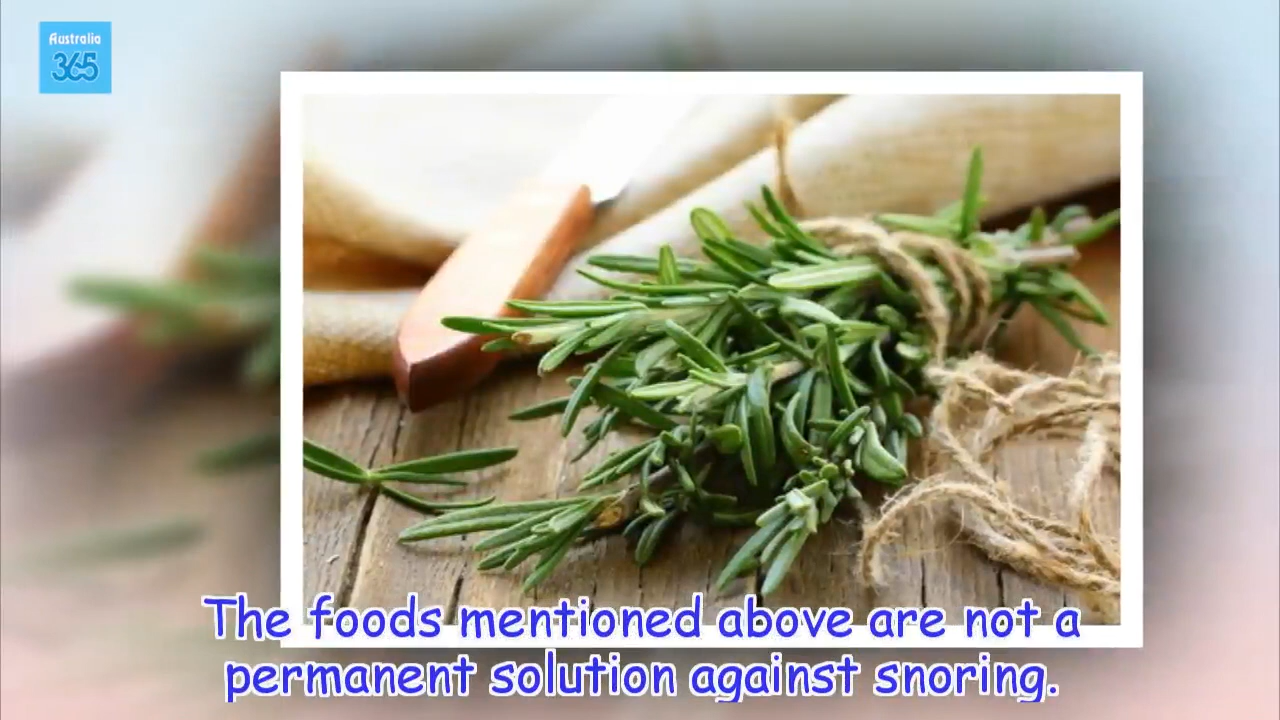 Australia
365
The foods mentioned above are not a
permanent solution against snoring.